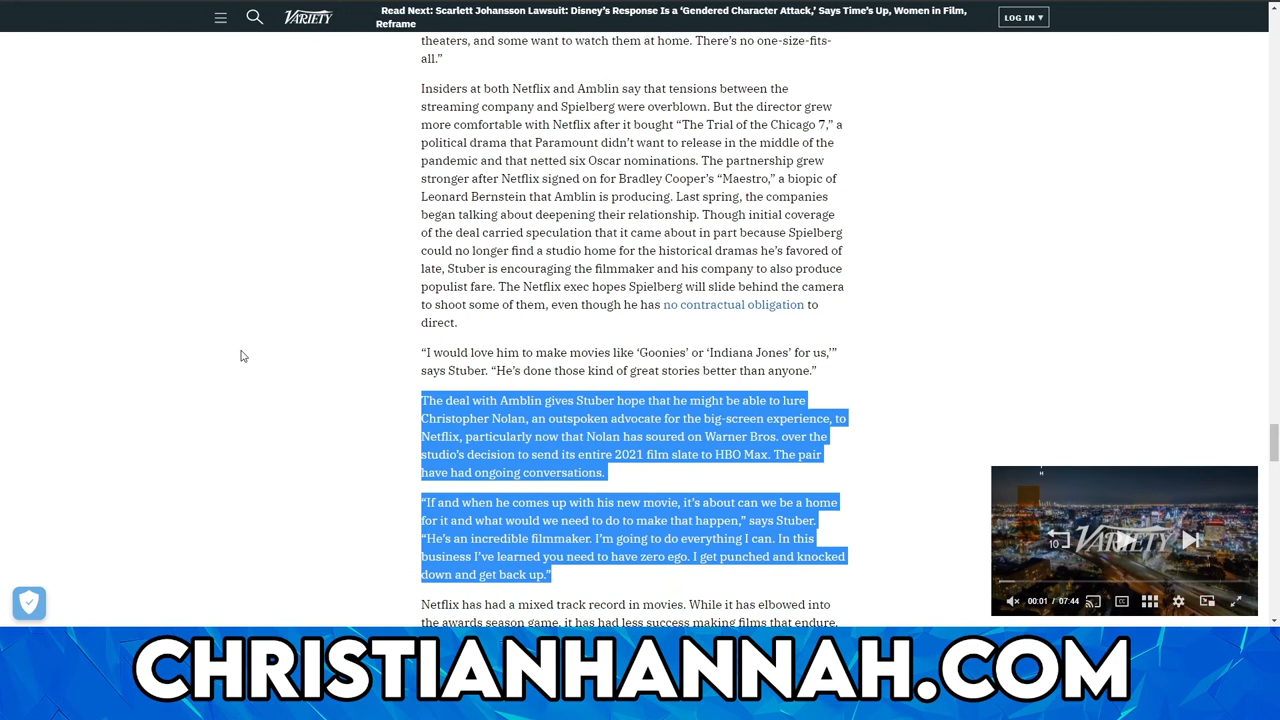 Read Next: Scarlett Johansson Lawsuit: Disney’s Response Is a ‘Gendered Character Attack,’ Says Time’s Up, Women in Film,
Reframe
VARIETY
LOG IN ▾
theaters, and some want to watch them at home. There’s no one-size-fits-
all.”
Insiders at both Netflix and Amblin say that tensions between the
streaming company and Spielberg were overblown. But the director grew
more comfortable with Netflix after it bought “The Trial of the Chicago 7,” a
political drama that Paramount didn’t want to release in the middle of the
pandemic and that netted six Oscar nominations. The partnership grew
stronger after Netflix signed on for Bradley Cooper’s “Maestro,” a biopic of
Leonard Bernstein that Amblin is producing. Last spring, the companies
began talking about deepening their relationship. Though initial coverage
of the deal carried speculation that it came about in part because Spielberg
could no longer find a studio home for the historical dramas he’s favored of
late, Stuber is encouraging the filmmaker and his company to also produce
populist fare. The Netflix exec hopes Spielberg will slide behind the camera
to shoot some of them, even though he has no contractual obligation to
direct.
“I would love him to make movies like ‘Goonies’ or ‘Indiana Jones’ for us,’”
says Stuber. “He’s done those kind of great stories better than anyone.”
The deal with Amblin gives Stuber hope that he might be able to lure
Christopher Nolan, an outspoken advocate for the big-screen experience, to
Netflix, particularly now that Nolan has soured on Warner Bros. over the
studio’s decision to send its entire 2021 film slate to HBO Max. The pair
have had ongoing conversations.
“If and when he comes up with his new movie, it’s about can we be a home
for it and what would we need to do to make that happen,” says Stuber.
“He’s an incredible filmmaker. I’m going to do everything I can. In this
business I’ve learned you need to have zero ego. I get punched and knocked
down and get back up.”
Netflix has had a mixed track record in movies. While it has elbowed into
the awards season game, it has had less success making films that endure.
VARIETY
10
00:01 / 07:44
CC
CHRISTIANHANNAH.COM